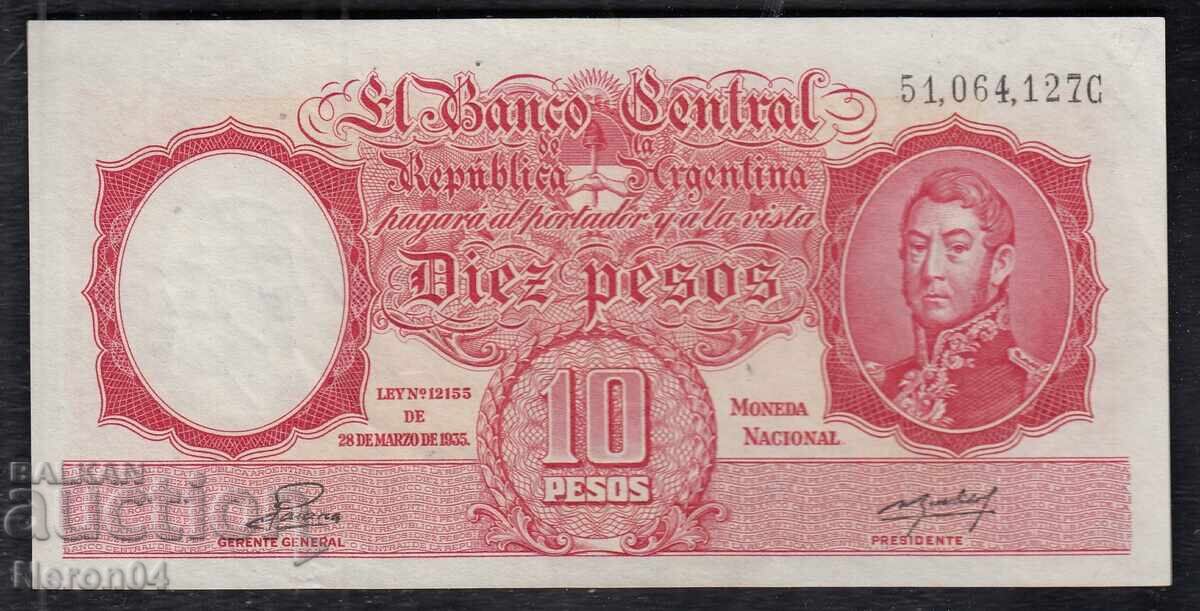 51,064,127C
El Banco Central
de la
República Argentina
pagará al portador y a la vista
Diez pesos
LEY Nº 12155
DE
28 DE MARZO DE 1935.
10
PESOS
MONEDA
NACIONAL
GERENTE GENERAL
PRESIDENTE
BALKAN
auction
Neron04